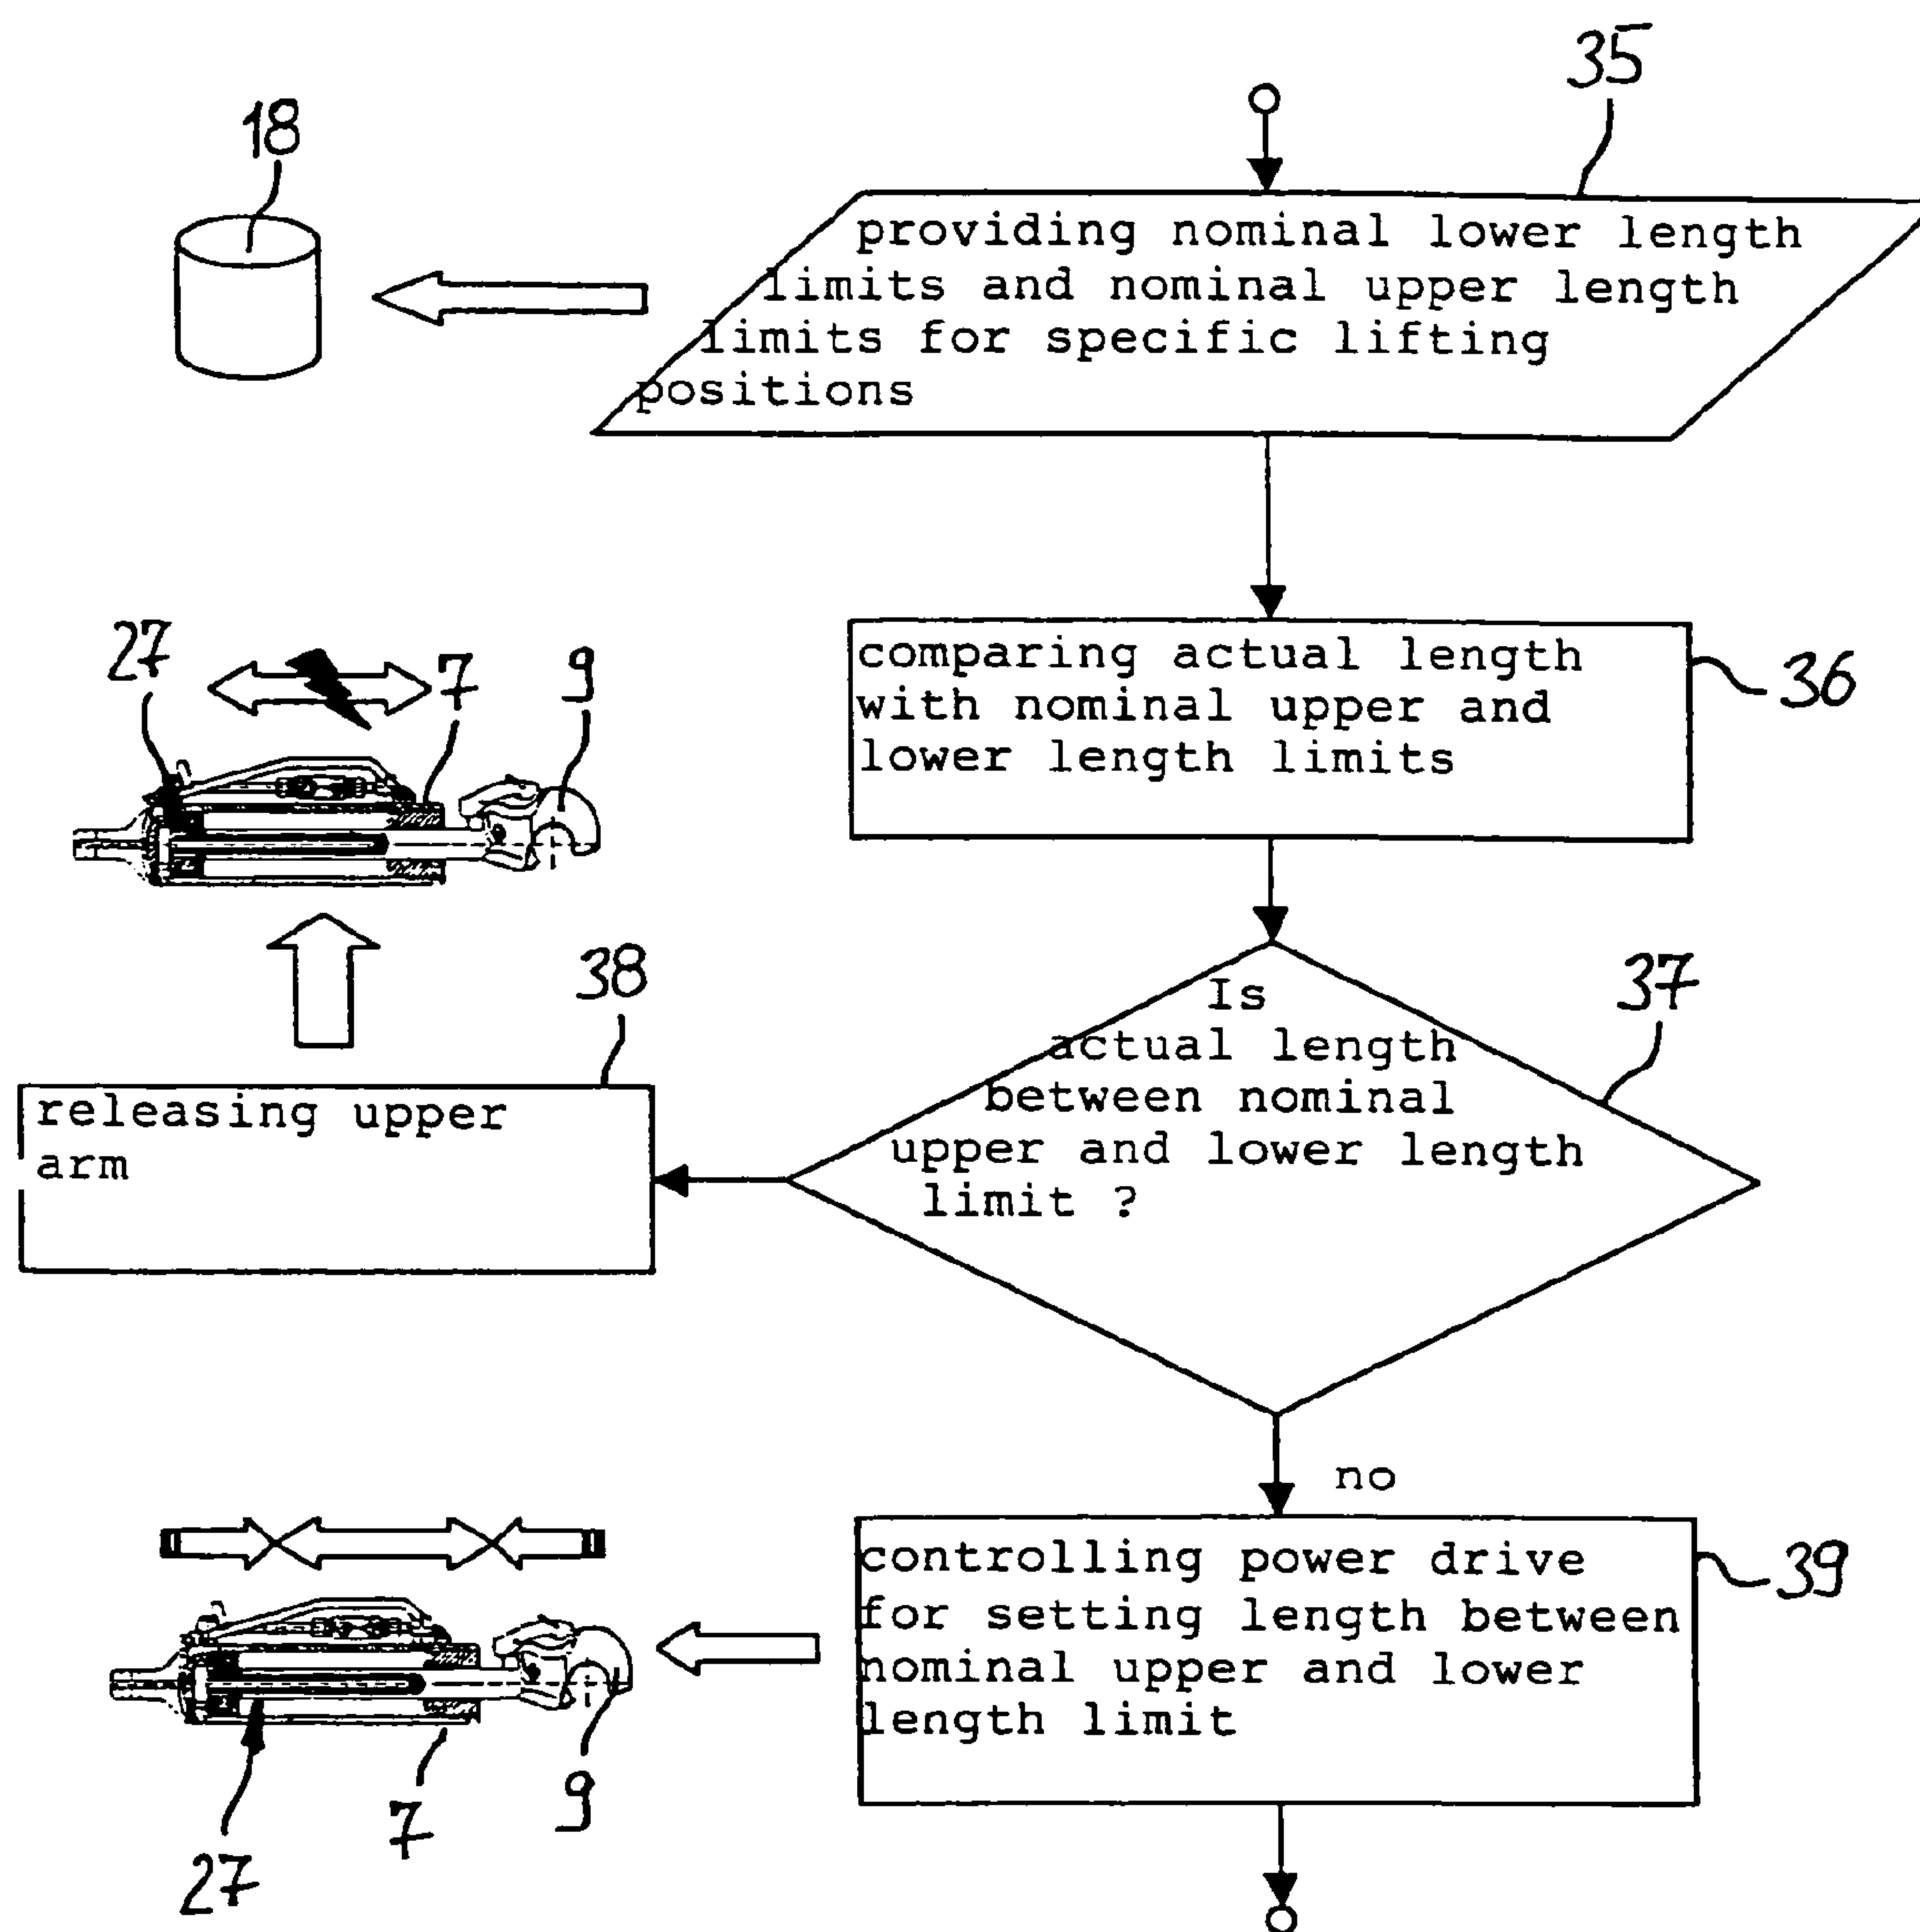 35
18
providing nominal lower length
limits and nominal upper length
limits for specific lifting
positions
27
7
9
comparing actual length
with nominal upper and
lower length limits
36
38
37
Is
actual length
between nominal
upper and lower length
limit ?
releasing upper
arm
no
controlling power drive
for setting length between
nominal upper and lower
length limit
39
27
7
9